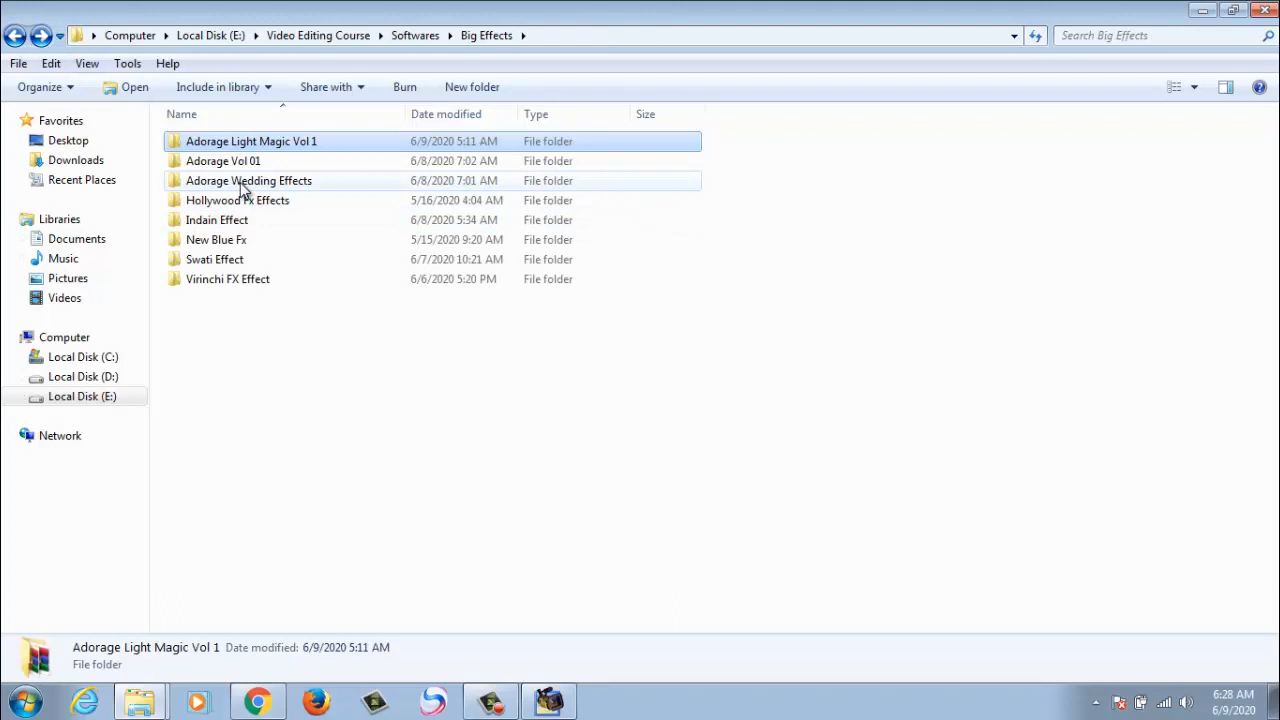 Computer Local Disk (E:) Video Editing Course Softwares Big Effects Search Big Effects
File Edit View Tools Help
Organize Open Include in library Share with Burn New folder
Name Date modified Type Size
Favorites
Desktop
Downloads
Recent Places
Libraries
Documents
Music
Pictures
Videos
Computer
Local Disk (C:)
Local Disk (D:)
Local Disk (E:)
Network
Adorage Light Magic Vol 1 6/9/2020 5:11 AM File folder
Adorage Vol 01 6/8/2020 7:02 AM File folder
Adorage Wedding Effects 6/8/2020 7:01 AM File folder
Hollywood Fx Effects 5/16/2020 4:04 AM File folder
Indain Effect 6/8/2020 5:34 AM File folder
New Blue Fx 5/15/2020 9:20 AM File folder
Swati Effect 6/7/2020 10:21 AM File folder
Virinchi FX Effect 6/6/2020 5:20 PM File folder
Adorage Light Magic Vol 1 Date modified: 6/9/2020 5:11 AM
File folder
6:28 AM
6/9/2020